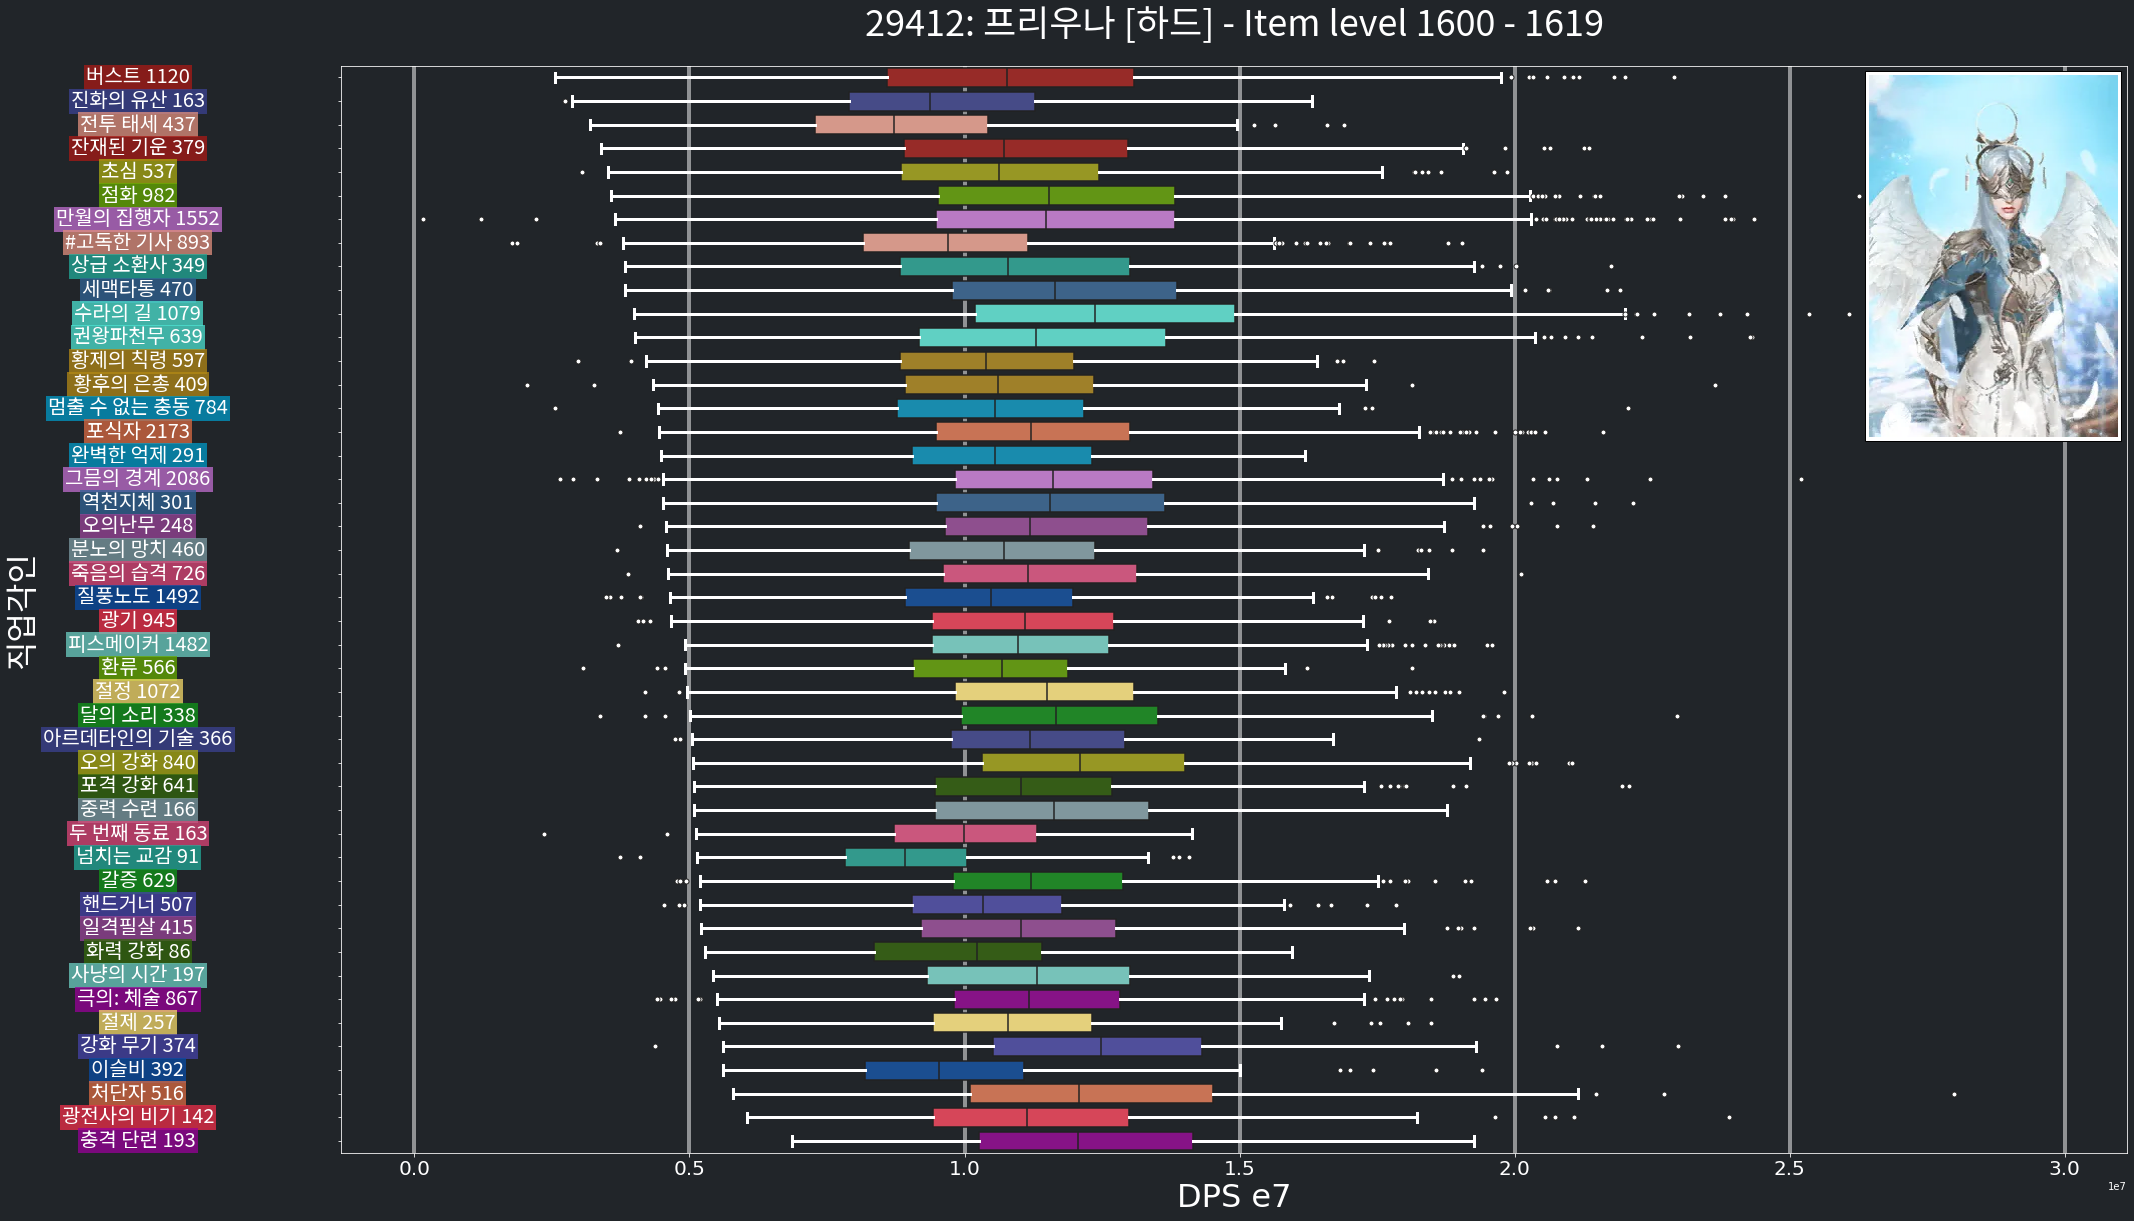 29412: 프리우나 [하드] - Item level 1600 - 1619
버스트 1120
진화의 유산 163
전투 태세 437
잔재된 기운 379
초심 537
점화 982
만월의 집행자 1552
#고독한 기사 893
상급 소환사 349
세맥타통 470
수라의 길 1079
권왕파천무 639
황제의 칙령 597
황후의 은총 409
멈출 수 없는 충동 784
포식자 2173
완벽한 억제 291
그믐의 경계 2086
역천지체 301
오의난무 248
분노의 망치 460
죽음의 습격 726
질풍노도 1492
광기 945
피스메이커 1482
환류 566
절정 1072
달의 소리 338
아르데타인의 기술 366
오의 강화 840
포격 강화 641
중력 수련 166
두 번째 동료 163
넘치는 교감 91
갈증 629
핸드거너 507
일격필살 415
화력 강화 86
사냥의 시간 197
극의: 체술 867
절제 257
강화 무기 374
이슬비 392
처단자 516
광전사의 비기 142
충격 단련 193
직업각인
0.0 0.5 1.0 1.5 2.0 2.5 3.0
DPS e7
1e7